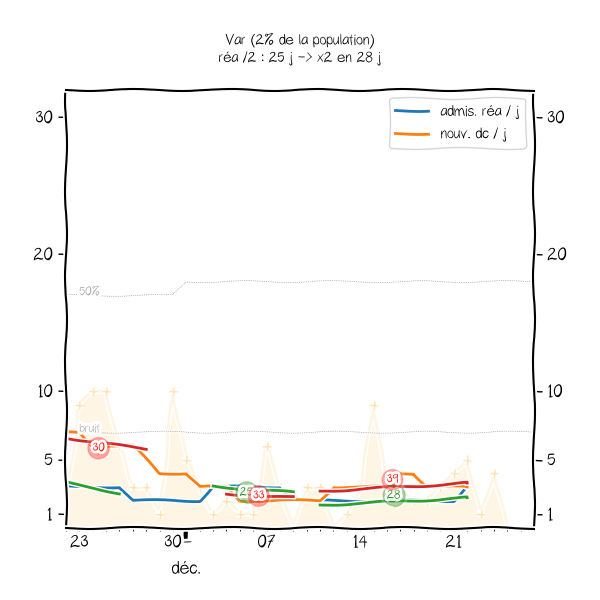 Var (2% de la population)
réa /2 : 25 j -> x2 en 28 j
admis. réa / j
nouv. dc / j
30 30
20 20
50%
10 10
bruit
30
39
5 5
25 33
28
1 1
23 30 07 14 21
déc.